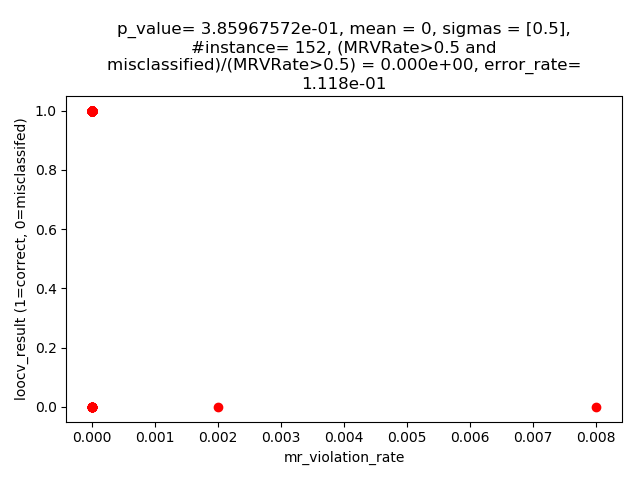 p_value= 3.85967572e-01, mean = 0, sigmas = [0.5],
#instance= 152, (MRVRate>0.5 and
misclassified)/(MRVRate>0.5) = 0.000e+00, error_rate=
1.118e-01
1.0
0.8
0.6
0.4
0.2
0.0
loocv_result (1=correct, 0=misclassifed)
0.000 0.001 0.002 0.003 0.004 0.005 0.006 0.007 0.008
mr_violation_rate